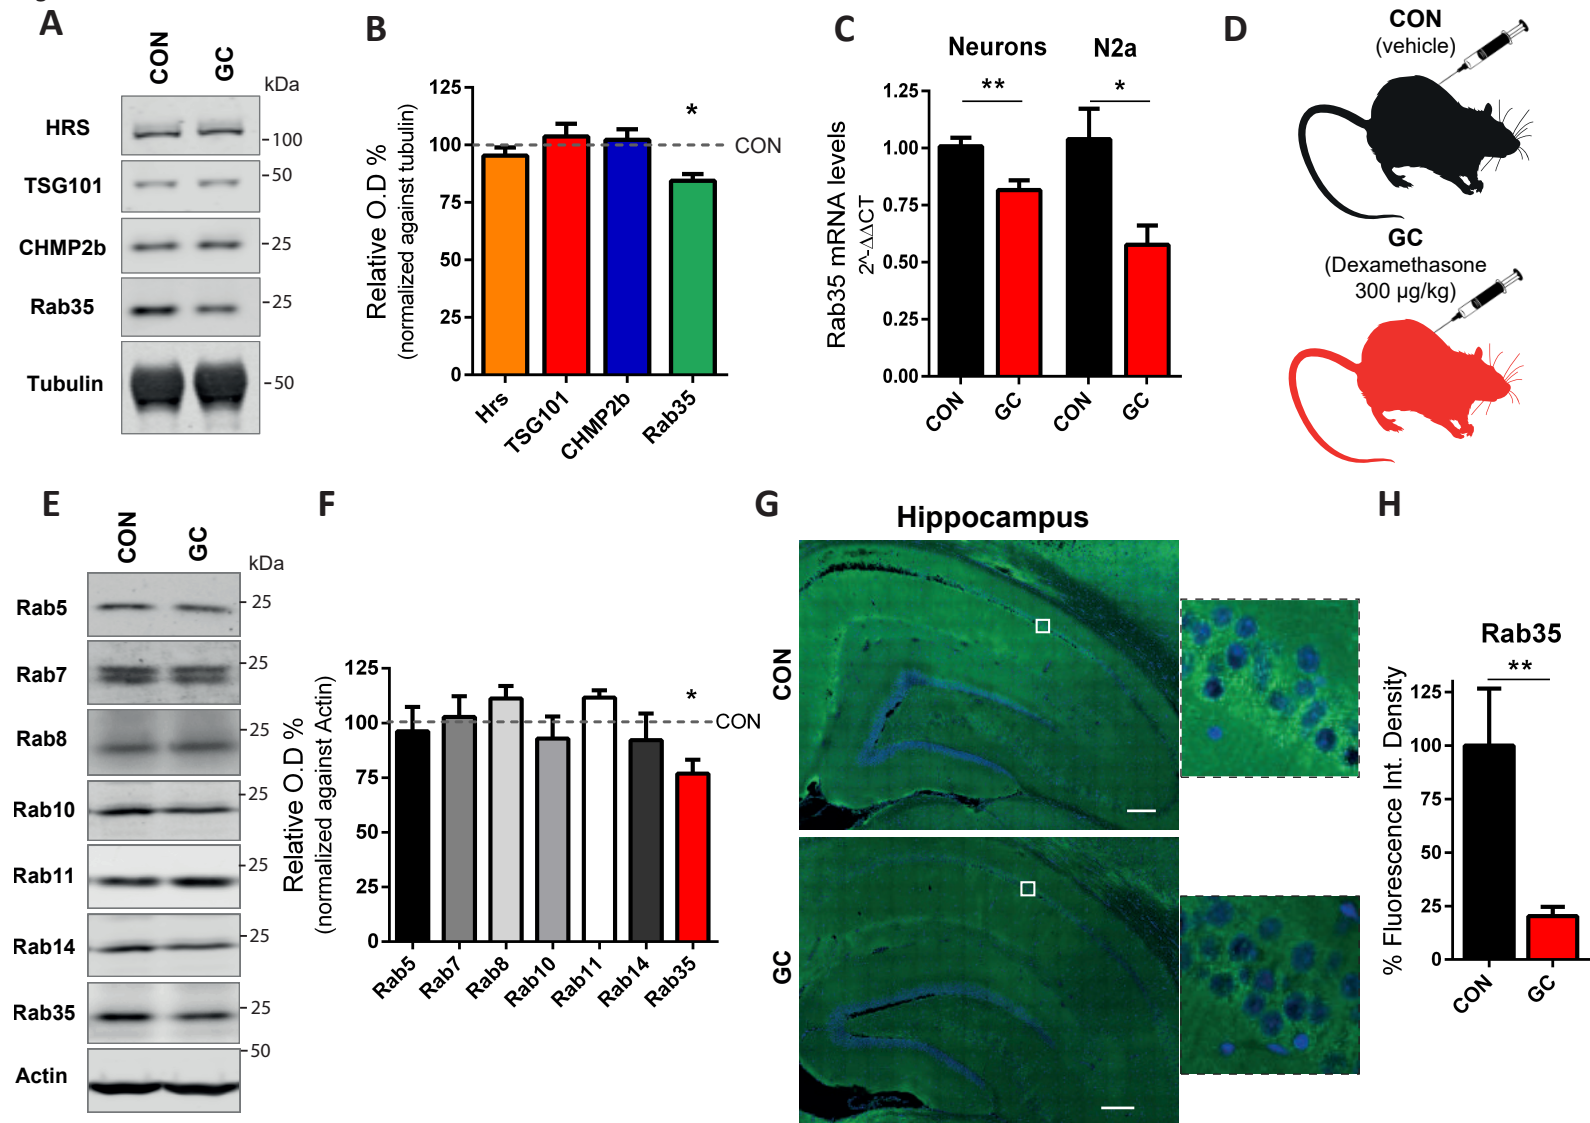 A
CON
GC
kDa
HRS
-100
TSG101
-50
CHMP2b
-25
Rab35
-25
Tubulin
-50
B
Relative O.D %
(normalized against tubulin)
125
100
75
50
25
0
*
CON
Hrs
TSG101
CHMP2b
Rab35
C
Neurons
N2a
**
*
Rab35 mRNA levels
2^-ΔΔCT
1.25
1.00
0.75
0.50
0.25
0.00
CON
GC
CON
GC
D
CON
(vehicle)
GC
(Dexamethasone
300 µg/kg)
E
CON
GC
kDa
Rab5
25
Rab7
25
Rab8
25
Rab10
25
Rab11
25
Rab14
25
Rab35
25
50
Actin
F
Relative O.D %
(normalized against Actin)
125
100
75
50
25
0
*
CON
Rab5
Rab7
Rab8
Rab10
Rab11
Rab14
Rab35
G
Hippocampus
CON
GC
H
Rab35
**
% Fluorescence Int. Density
125
100
75
50
25
0
CON
GC